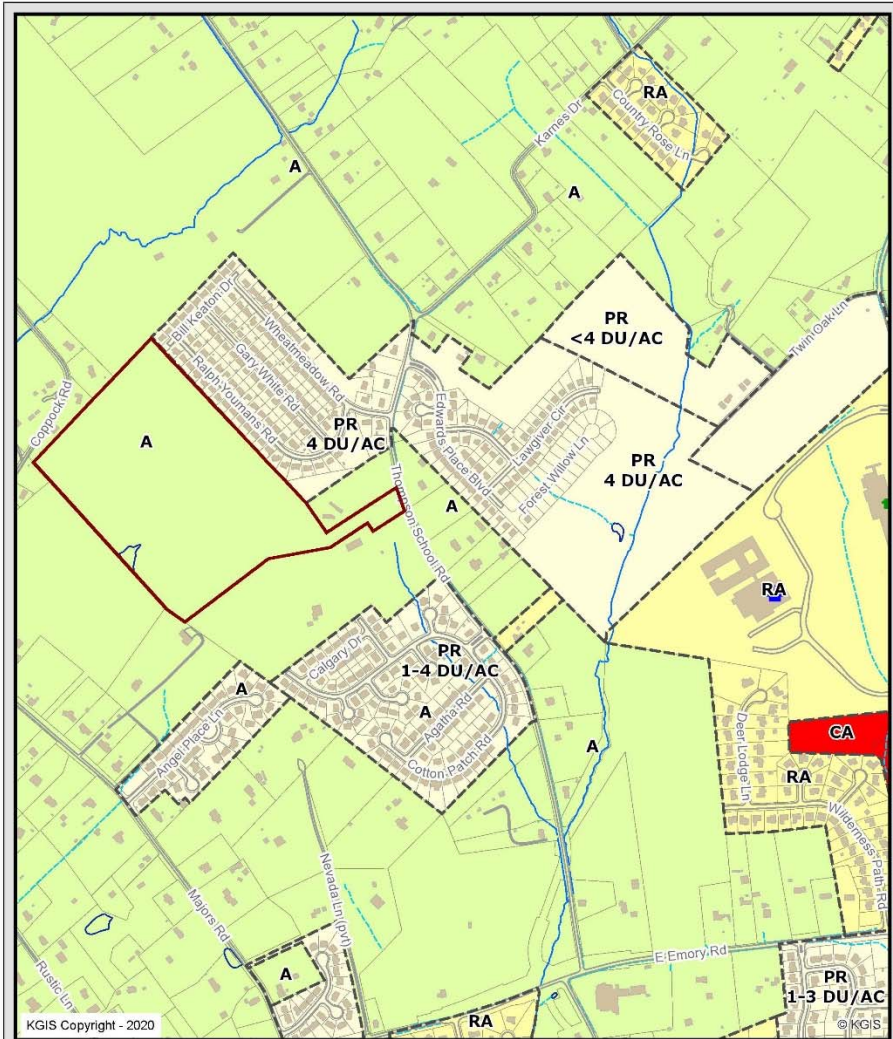 RA
Country Rose Ln
Karnes Dr
A
A
Twin Oak Ln
PR
<4 DU/AC
Bill Keaton Dr
Wheatmeadow Rd
Gary White Rd
Ralph Youmans Rd
Coppock Rd
Edwards Place Blvd
Lawgiver Cir
Forest Willow Ln
PR
4 DU/AC
A
PR
4 DU/AC
Thompson School Rd
A
RA
Calgary Dr
PR
1-4 DU/AC
A
Angel Place Ln
A
Agatha Rd
Cotton Patch Rd
A
Deer Lodge Ln
CA
RA
Wilderness Path Rd
Majors Rd
Nevada Ln (pvt)
Rustic Ln
A
E Emory Rd
PR
1-3 DU/AC
RA
KGIS Copyright - 2020
© KGIS